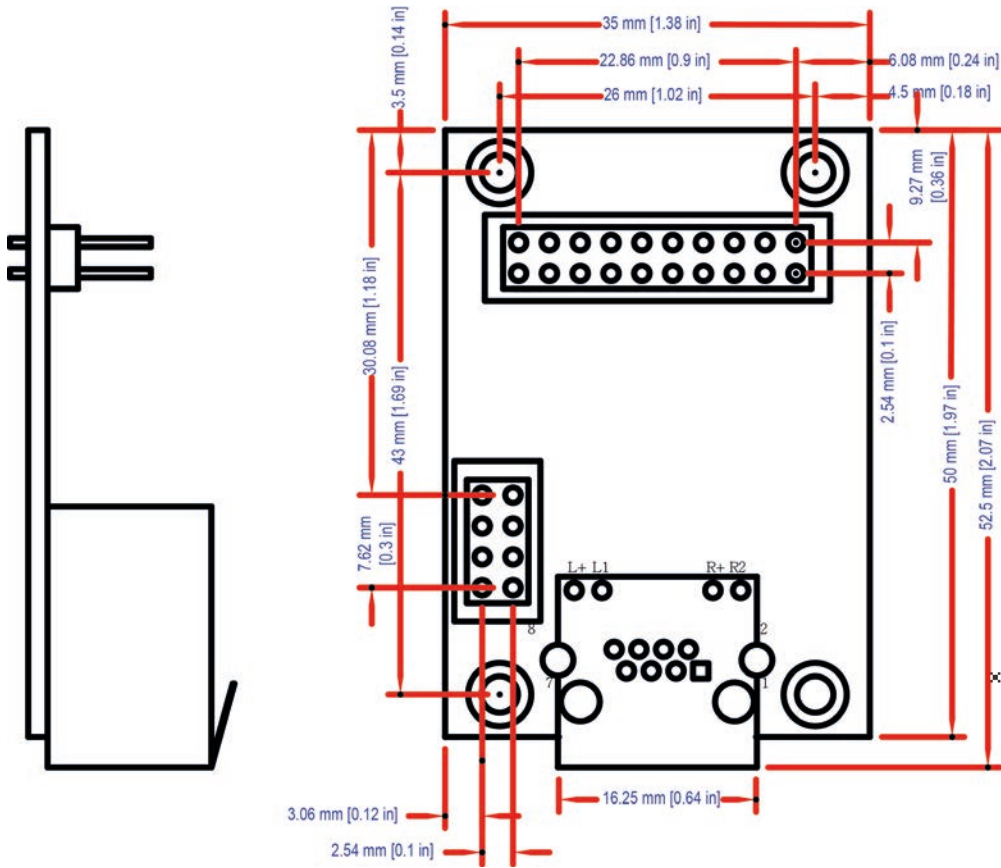 35 mm [1.38 in]
3.5 mm [0.14 in]
22.86 mm [0.9 in]
6.08 mm [0.24 in]
26 mm [1.02 in]
4.5 mm [0.18 in]
9.27 mm
[0.36 in]
30.08 mm [1.18 in]
2.54 mm [0.1 in]
43 mm [1.69 in]
50 mm [1.97 in]
52.5 mm [2.07 in]
7.62 mm
[0.3 in]
L+ L1
R+ R2
8
2
7
1
16.25 mm [0.64 in]
3.06 mm [0.12 in]
2.54 mm [0.1 in]